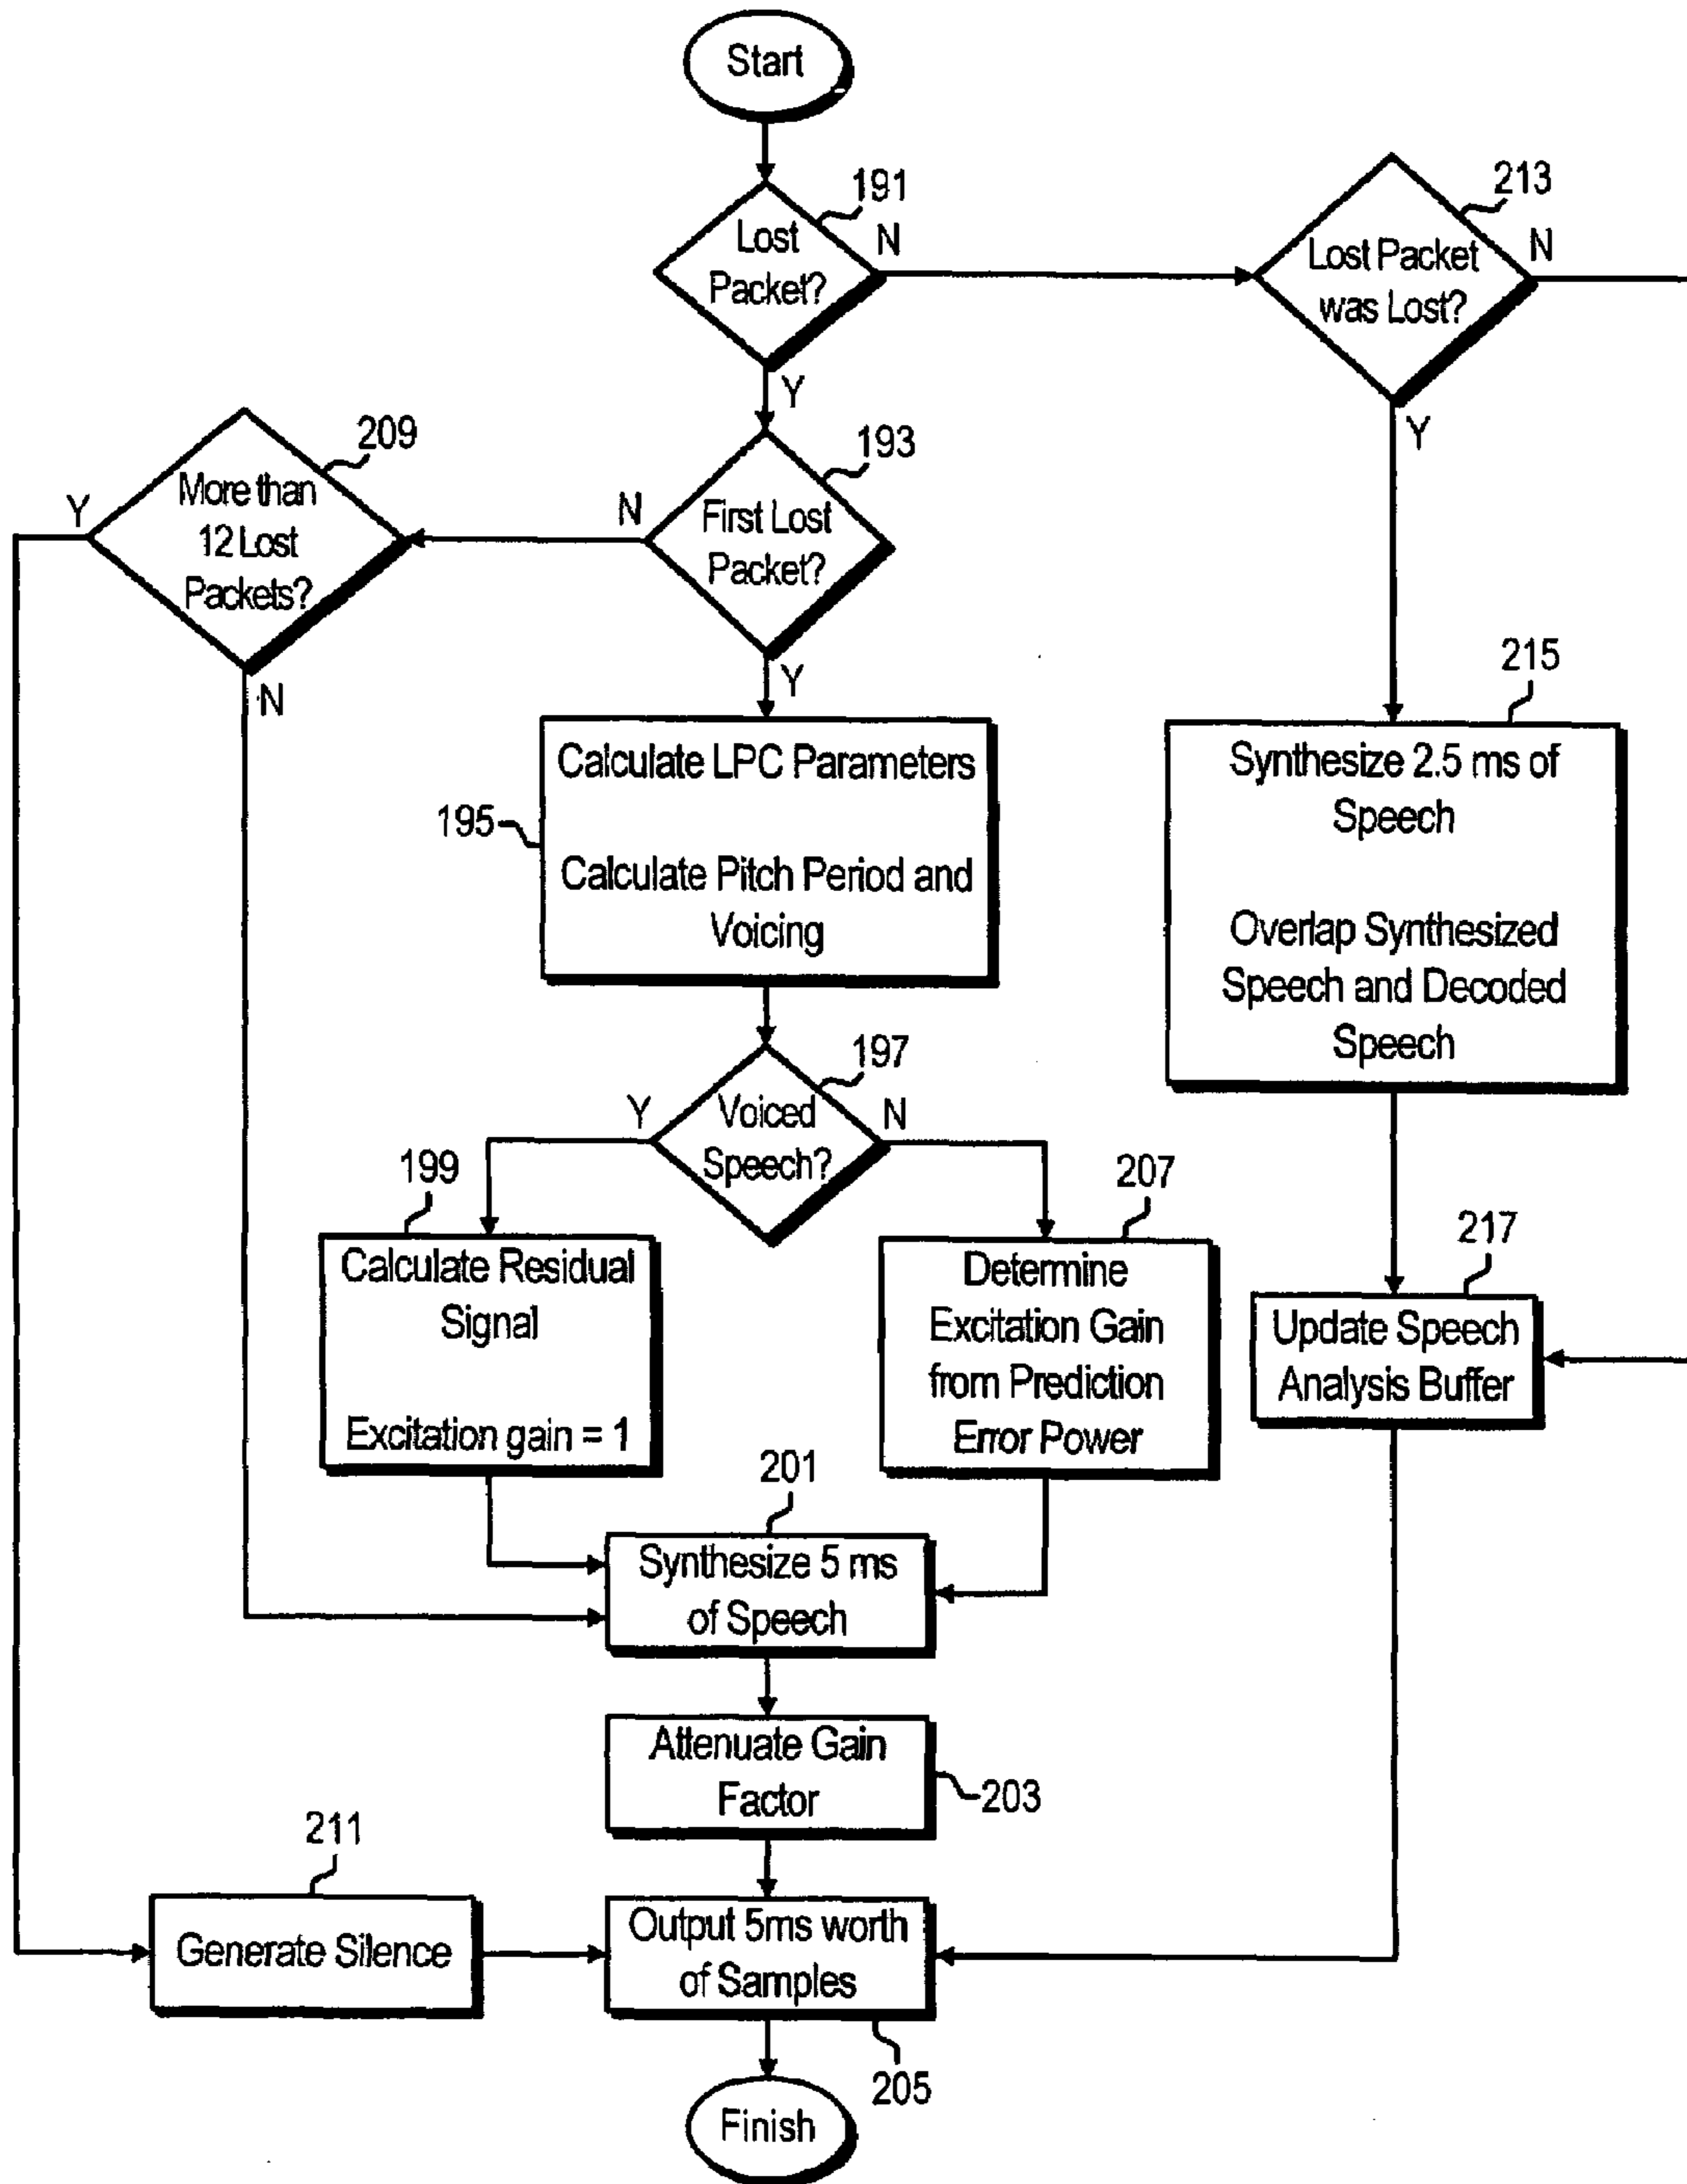 Start
191
Lost
Packet?
N
Y
213
Lost Packet
was Lost?
N
Y
209
More than
12 Lost
Packets?
Y
N
193
First Lost
Packet?
N
Y
195
Calculate LPC Parameters
Calculate Pitch Period and
Voicing
215
Synthesize 2.5 ms of
Speech
Overlap Synthesized
Speech and Decoded
Speech
197
Voiced
Speech?
Y
N
199
Calculate Residual
Signal
Excitation gain = 1
207
Determine
Excitation Gain
from Prediction
Error Power
217
Update Speech
Analysis Buffer
201
Synthesize 5 ms
of Speech
Attenuate Gain
Factor
203
211
Generate Silence
Output 5ms worth
of Samples
205
Finish